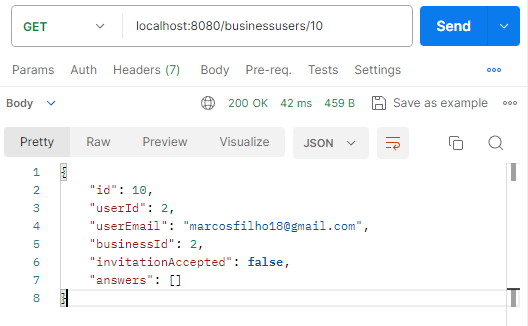 GET localhost:8080/businessusers/10 Send
Params Auth Headers (7) Body Pre-req. Tests Settings
Body 200 OK 42 ms 459 B Save as example
Pretty Raw Preview Visualize JSON
1 {
2 "id": 10,
3 "userId": 2,
4 "userEmail": "marcosfilho18@gmail.com",
5 "businessId": 2,
6 "invitationAccepted": false,
7 "answers": []
8 }